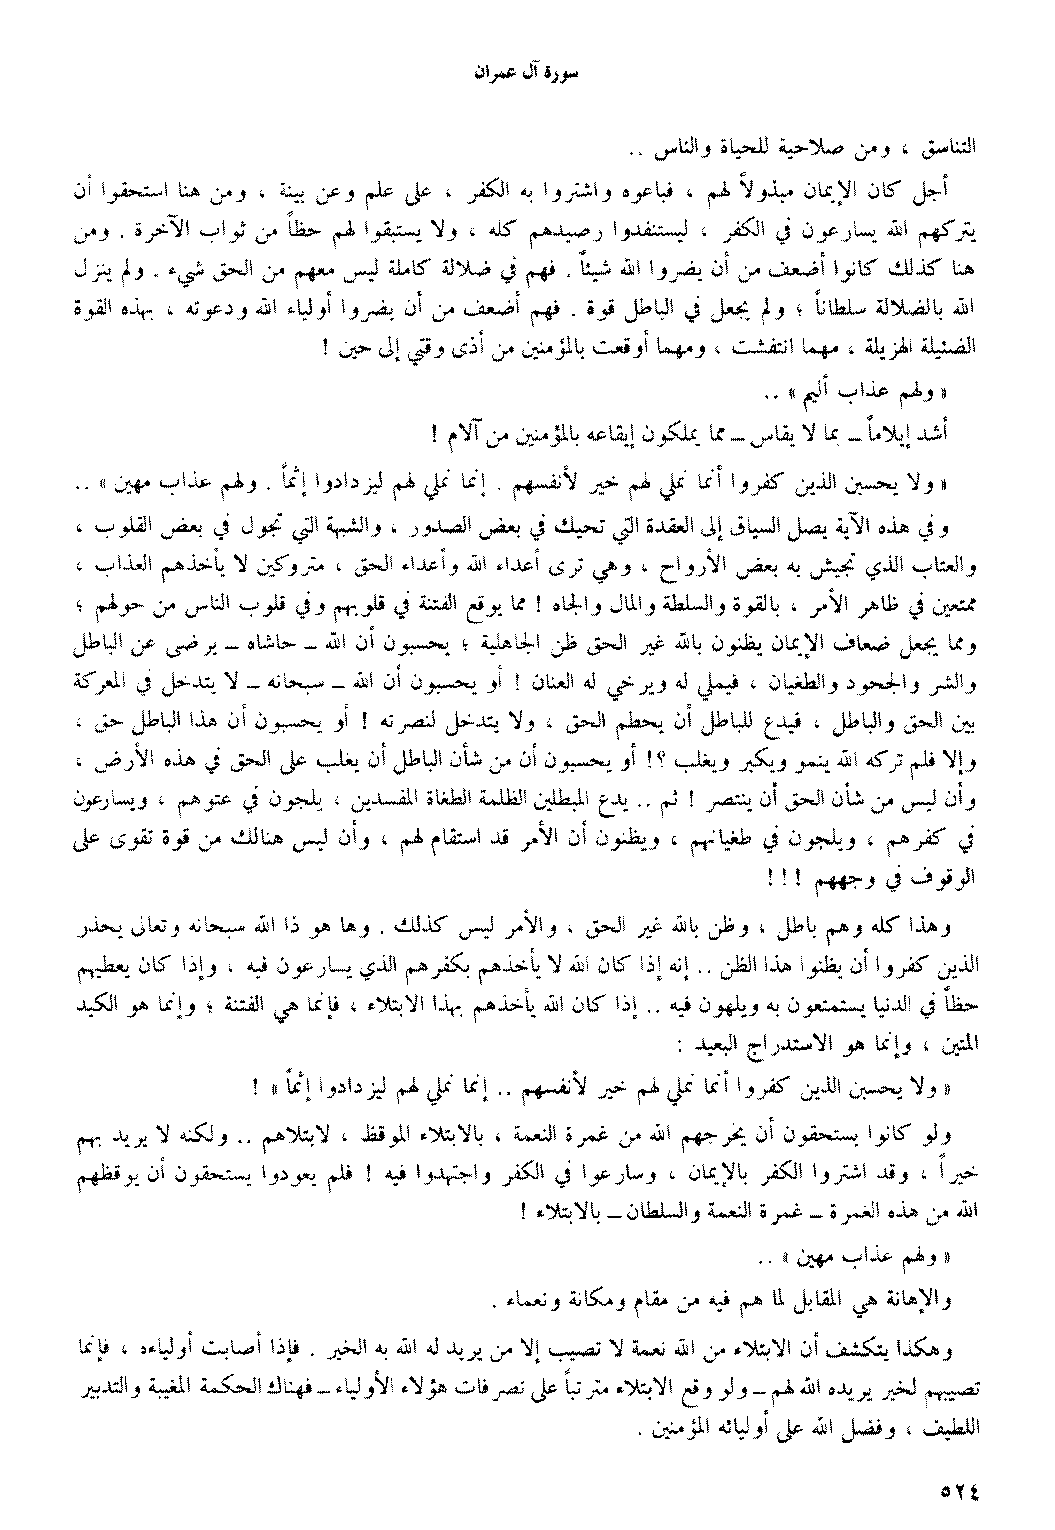 سورة آل عمران
التناسق ، ومن صلاحية للحياة والناس ..
أجل كان الإيمان مبذولاً لهم ، فباعوه واشتروا به الكفر ، على علم وعن بينة ، ومن هنا استحقوا أن
يتركهم الله يسارعون في الكفر ، ليستنفدوا رصيدهم كله ، ولا يستبقوا لهم حظاً من ثواب الآخرة . ومن
هنا كذلك كانوا أضعف من أن يضروا الله شيئاً . فهم في ضلالة كاملة ليس معهم من الحق شيء . ولم ينزل
الله بالضلالة سلطاناً ؛ ولم يجعل في الباطل قوة . فهم أضعف من أن يضروا أولياء الله ودعوته ، بهذه القوة
الضئيلة الهزيلة ، مهما انتفشت ، ومهما أوقعت بالمؤمنين من أذى وقتي إلى حين !
« ولهم عذاب أليم » ..
أشد إيلاماً – بما لا يقاس – مما يملكون إيقاعه بالمؤمنين من آلام !
« ولا يحسبن الذين كفروا أنما نملي لهم خير لأنفسهم . إنما نملي لهم ليزدادوا إثماً . ولهم عذاب مهين » ..
وفي هذه الآية يصل السياق إلى العقدة التي تحيك في بعض الصدور ، والشبهة التي تجول في بعض القلوب ،
والعتاب الذي تجيش به بعض الأرواح ، وهي ترى أعداء الله وأعداء الحق ، متروكين لا يأخذهم العذاب ،
ممتعين في ظاهر الأمر ، بالقوة والسلطة والمال والجاه ! مما يوقع الفتنة في قلوبهم وفي قلوب الناس من حولهم ؛
ومما يجعل ضعاف الإيمان يظنون بالله غير الحق ظن الجاهلية ؛ يحسبون أن الله – حاشاه – يرضى عن الباطل
والشر والجحود والطغيان ، فيملي له ويرخي له العنان ! أو يحسبون أن الله – سبحانه – لا يتدخل في المعركة
بين الحق والباطل ، فيدع للباطل أن يحطم الحق ، ولا يتدخل لنصرته ! أو يحسبون أن هذا الباطل حق ،
وإلا فلم تركه الله ينمو ويكبر ويغلب ؟! أو يحسبون أن من شأن الباطل أن يغلب على الحق في هذه الأرض ،
وأن ليس من شأن الحق أن ينتصر ! ثم .. يدع المبطلين الظلمة الطغاة المفسدين ، يلجون في عتوهم ، ويسارعون
في كفرهم ، ويلجون في طغيانهم ، ويظنون أن الأمر قد استقام لهم ، وأن ليس هنالك من قوة تقوى على
الوقوف في وجههم ! ! !
وهذا كله وهم باطل ، وظن بالله غير الحق ، والأمر ليس كذلك . وها هو ذا الله سبحانه وتعالى يحذر
الذين كفروا أن يظنوا هذا الظن .. إنه إذا كان الله لا يأخذهم بكفرهم الذي يسارعون فيه ، وإذا كان يعطيهم
حظاً في الدنيا يستمتعون به ويلهون فيه .. إذا كان الله يأخذهم بهذا الابتلاء ، فإنما هي الفتنة ؛ وإنما هو الكيد
المتين ، وإنما هو الاستدراج البعيد :
« ولا يحسبن الذين كفروا أنما نملي لهم خير لأنفسهم .. إنما نملي لهم ليزدادوا إثماً » !
ولو كانوا يستحقون أن يخرجهم الله من غمرة النعمة ، بالابتلاء الموقظ ، لابتلاهم .. ولكنه لا يريد بهم
خيراً ، وقد اشتروا الكفر بالإيمان ، وسارعوا في الكفر واجتهدوا فيه ! فلم يعودوا يستحقون أن يوقظهم
الله من هذه الغمرة – غمرة النعمة والسلطان – بالابتلاء !
« ولهم عذاب مهين » ..
والإهانة هي المقابل لما هم فيه من مقام ومكانة ونعماء .
وهكذا يتكشف أن الابتلاء من الله نعمة لا تصيب إلا من يريد له الله به الخير . فإذا أصابت أولياءه ، فإنما
تصيبهم لخير يريده الله لهم – ولو وقع الابتلاء مترتباً على تصرفات هؤلاء الأولياء – فهناك الحكمة المغيبة والتدبير
اللطيف ، وفضل الله على أوليائه المؤمنين .
٥٢٤